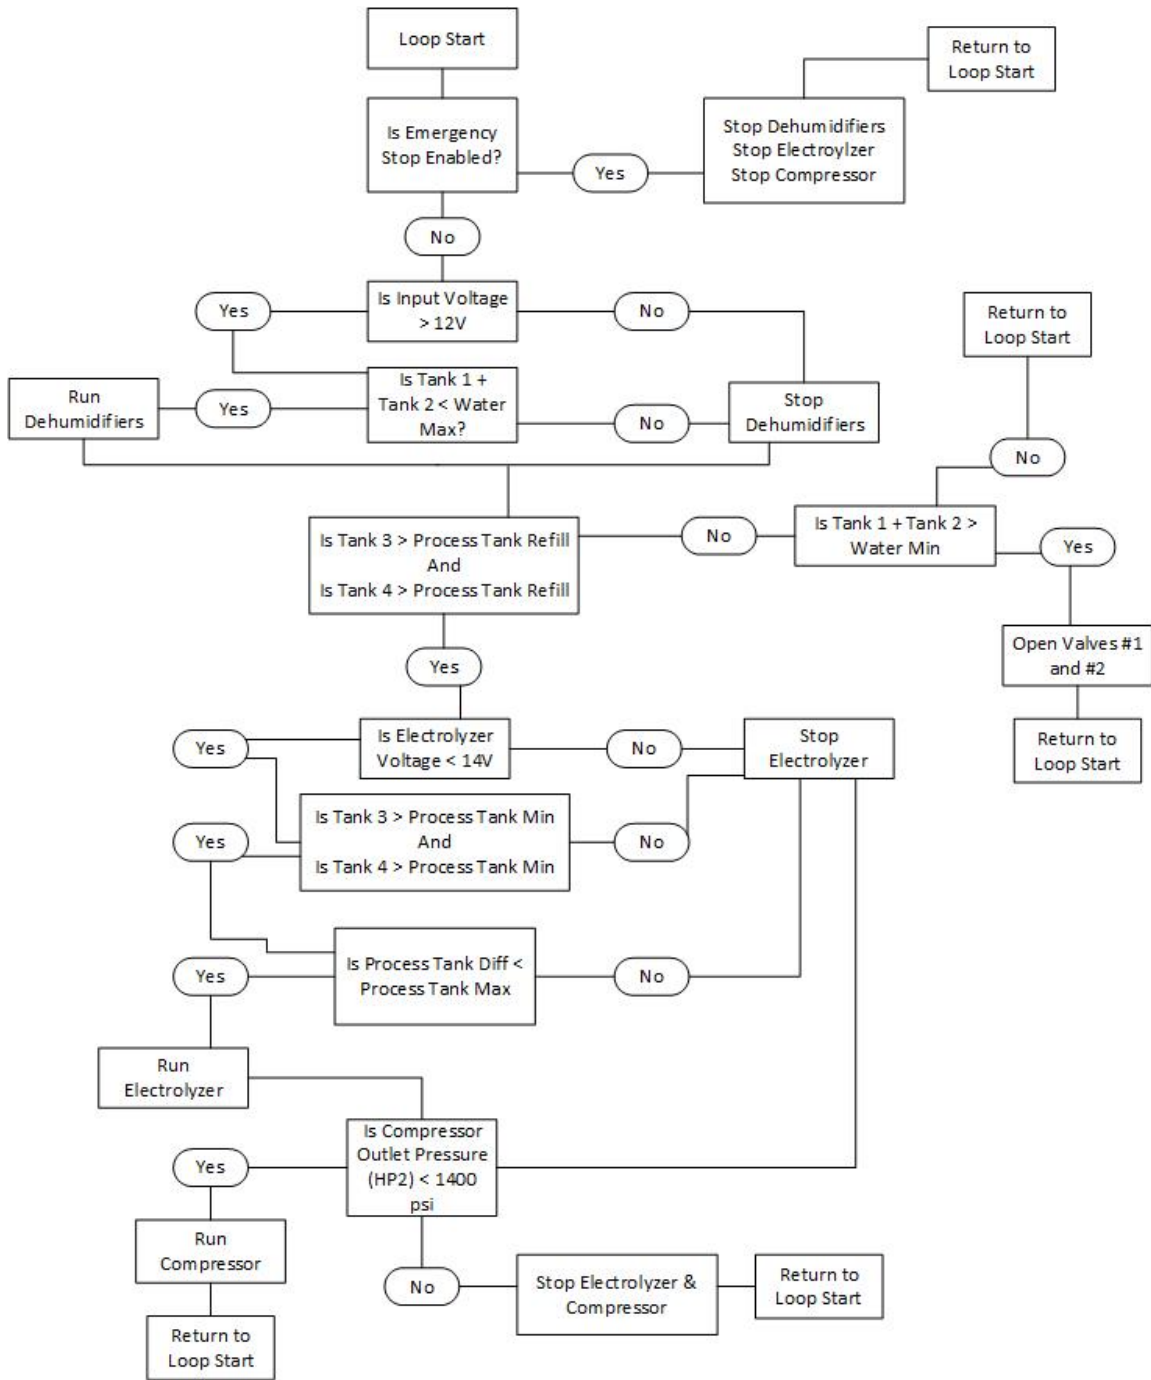 Loop Start
Return to
Loop Start
Is Emergency
Stop Enabled?
Yes
Stop Dehumidifiers
Stop Electroylzer
Stop Compressor
No
Is Input Voltage
> 12V
Yes
No
Return to
Loop Start
Run
Dehumidifiers
Yes
Is Tank 1 +
Tank 2 < Water
Max?
No
Stop
Dehumidifiers
No
Is Tank 3 > Process Tank Refill
And
Is Tank 4 > Process Tank Refill
No
Is Tank 1 + Tank 2 >
Water Min
Yes
Open Valves #1
and #2
Return to
Loop Start
Yes
Is Electrolyzer
Voltage < 14V
Yes
No
Stop
Electrolyzer
Is Tank 3 > Process Tank Min
And
Is Tank 4 > Process Tank Min
Yes
No
Is Process Tank Diff <
Process Tank Max
Yes
No
Run
Electrolyzer
Is Compressor
Outlet Pressure
(HP2) < 1400
psi
Yes
Run
Compressor
Return to
Loop Start
No
Stop Electrolyzer &
Compressor
Return to
Loop Start